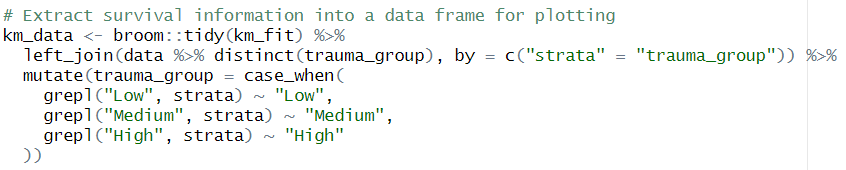 # Extract survival information into a data frame for plotting
km_data <- broom::tidy(km_fit) %>%
  left_join(data %>% distinct(trauma_group), by = c("strata" = "trauma_group")) %>%
  mutate(trauma_group = case_when(
    grepl("Low", strata) ~ "Low",
    grepl("Medium", strata) ~ "Medium",
    grepl("High", strata) ~ "High"
  ))